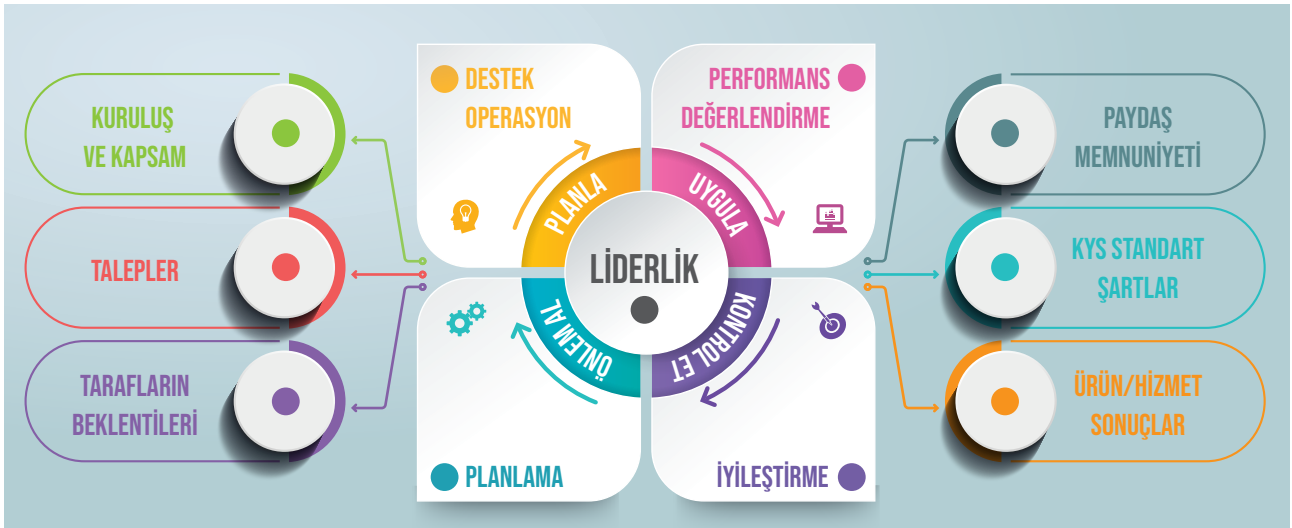 KURULUŞ
VE KAPSAM
TALEPLER
TARAFLARIN
BEKLENTİLERİ
DESTEK
OPERASYON
PERFORMANS
DEĞERLENDİRME
PLANLA
UYGULA
LİDERLİK
ÖNLEM AL
KONTROL ET
PLANLAMA
İYİLEŞTİRME
PAYDAŞ
MEMNUNİYETİ
KYS STANDART
ŞARTLAR
ÜRÜN/HİZMET
SONUÇLAR